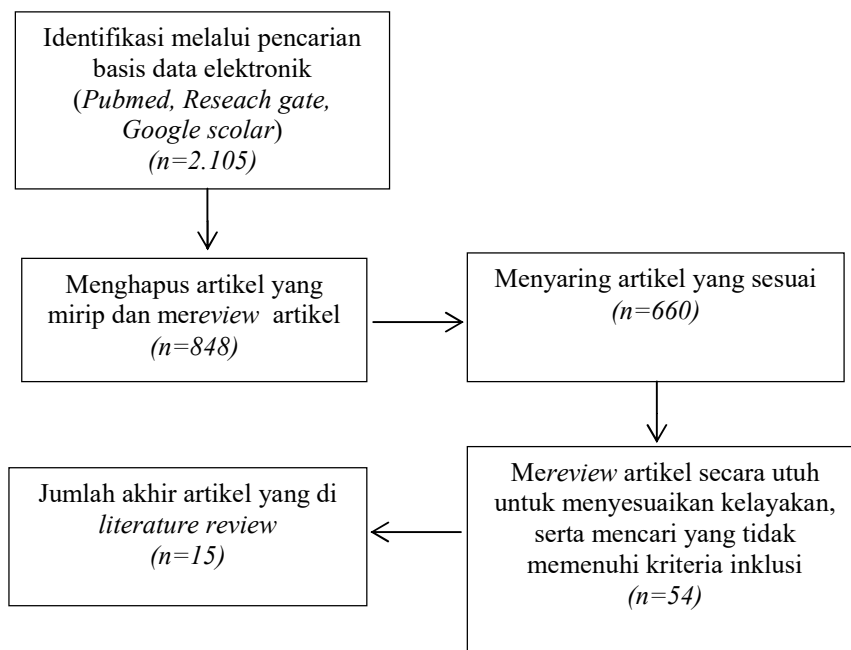 Identifikasi melalui pencarian
basis data elektronik
(Pubmed, Reseach gate,
Google scolar)
(n=2.105)
Menghapus artikel yang
mirip dan mereview artikel
(n=848)
Menyaring artikel yang sesuai
(n=660)
Mereview artikel secara utuh
untuk menyesuaikan kelayakan,
serta mencari yang tidak
memenuhi kriteria inklusi
(n=54)
Jumlah akhir artikel yang di
literature review
(n=15)